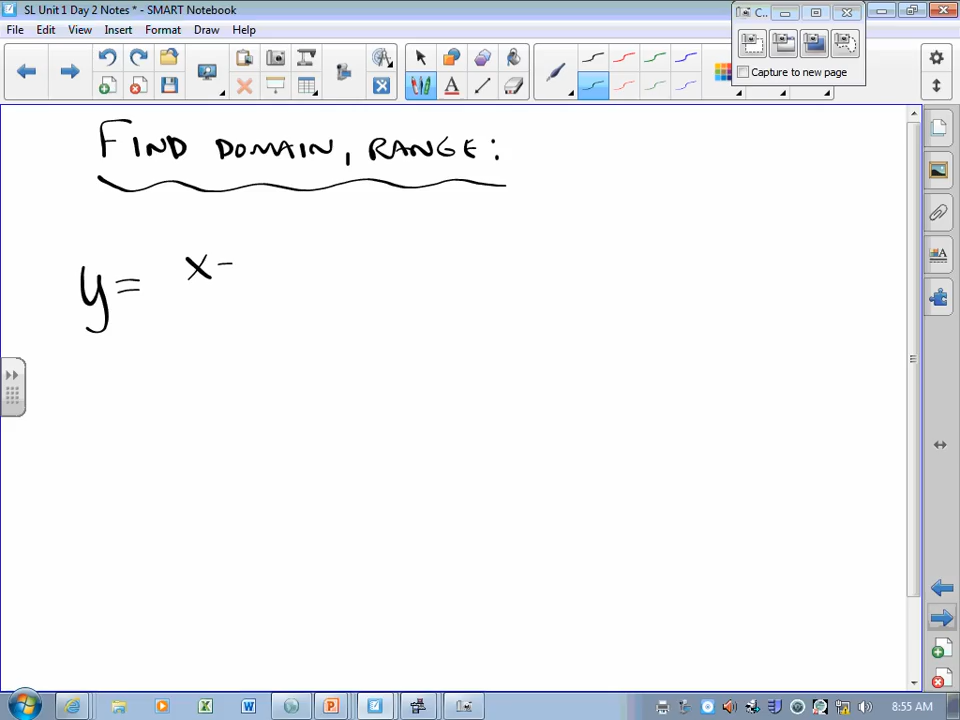 SL Unit 1 Day 2 Notes * - SMART Notebook
C..
File Edit View Insert Format Draw Help
Capture to new page
FIND DOMAIN, RANGE:
y= x-
8:55 AM